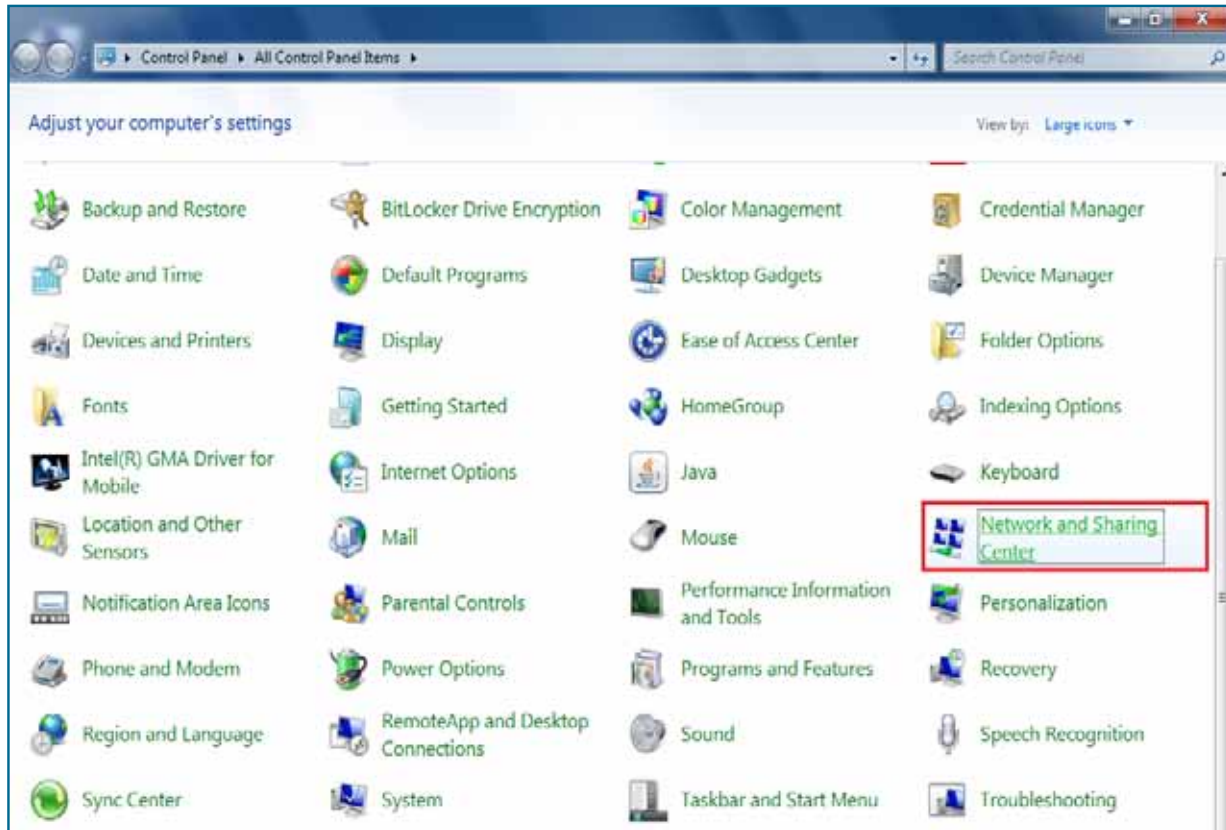 Control Panel All Control Panel Items
Search Control Panel
Adjust your computer's settings
View by: Large icons
Backup and Restore
BitLocker Drive Encryption
Color Management
Credential Manager
Date and Time
Default Programs
Desktop Gadgets
Device Manager
Devices and Printers
Display
Ease of Access Center
Folder Options
Fonts
Getting Started
HomeGroup
Indexing Options
Intel(R) GMA Driver for
Mobile
Internet Options
Java
Keyboard
Location and Other
Sensors
Mail
Mouse
Network and Sharing
Center
Notification Area Icons
Parental Controls
Performance Information
and Tools
Personalization
Phone and Modem
Power Options
Programs and Features
Recovery
Region and Language
RemoteApp and Desktop
Connections
Sound
Speech Recognition
Sync Center
System
Taskbar and Start Menu
Troubleshooting